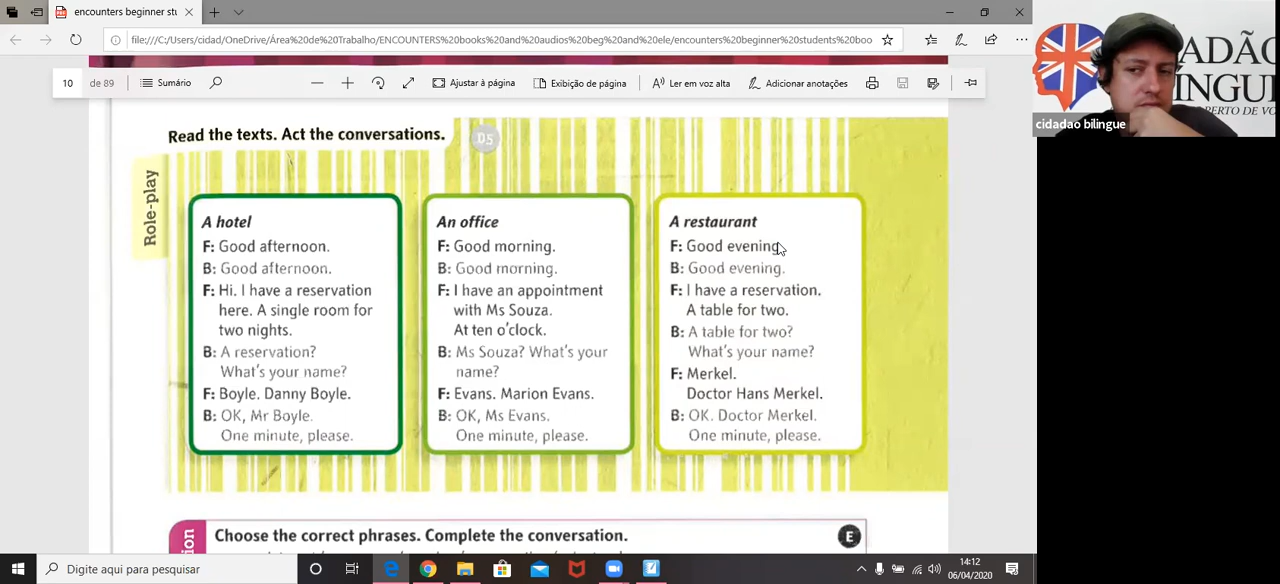 encounters beginner stu
file:///C:/Users/cidad/OneDrive/Área%20de%20Trabalho/ENCOUNTERS%20books%20and%20audios%20beg%20and%20ele/encounters%20beginner%20students%20boo
10 de 89 Sumário Ajustar à página Exibição de página Ler em voz alta Adicionar anotações
CADÃO
ÍNGUE
PERTO DE VO
cidadao bilingue
Read the texts. Act the conversations. D5
Role-play
A hotel
F: Good afternoon.
B: Good afternoon.
F: Hi. I have a reservation
here. A single room for
two nights.
B: A reservation?
What's your name?
F: Boyle. Danny Boyle.
B: OK, Mr Boyle.
One minute, please.
An office
F: Good morning.
B: Good morning.
F: I have an appointment
with Ms Souza.
At ten o'clock.
B: Ms Souza? What's your
name?
F: Evans. Marion Evans.
B: OK, Ms Evans.
One minute, please.
A restaurant
F: Good evening.
B: Good evening.
F: I have a reservation.
A table for two.
B: A table for two?
What's your name?
F: Merkel.
Doctor Hans Merkel.
B: OK. Doctor Merkel.
One minute, please.
Choose the correct phrases. Complete the conversation. E
Digite aqui para pesquisar
14:12
06/04/2020